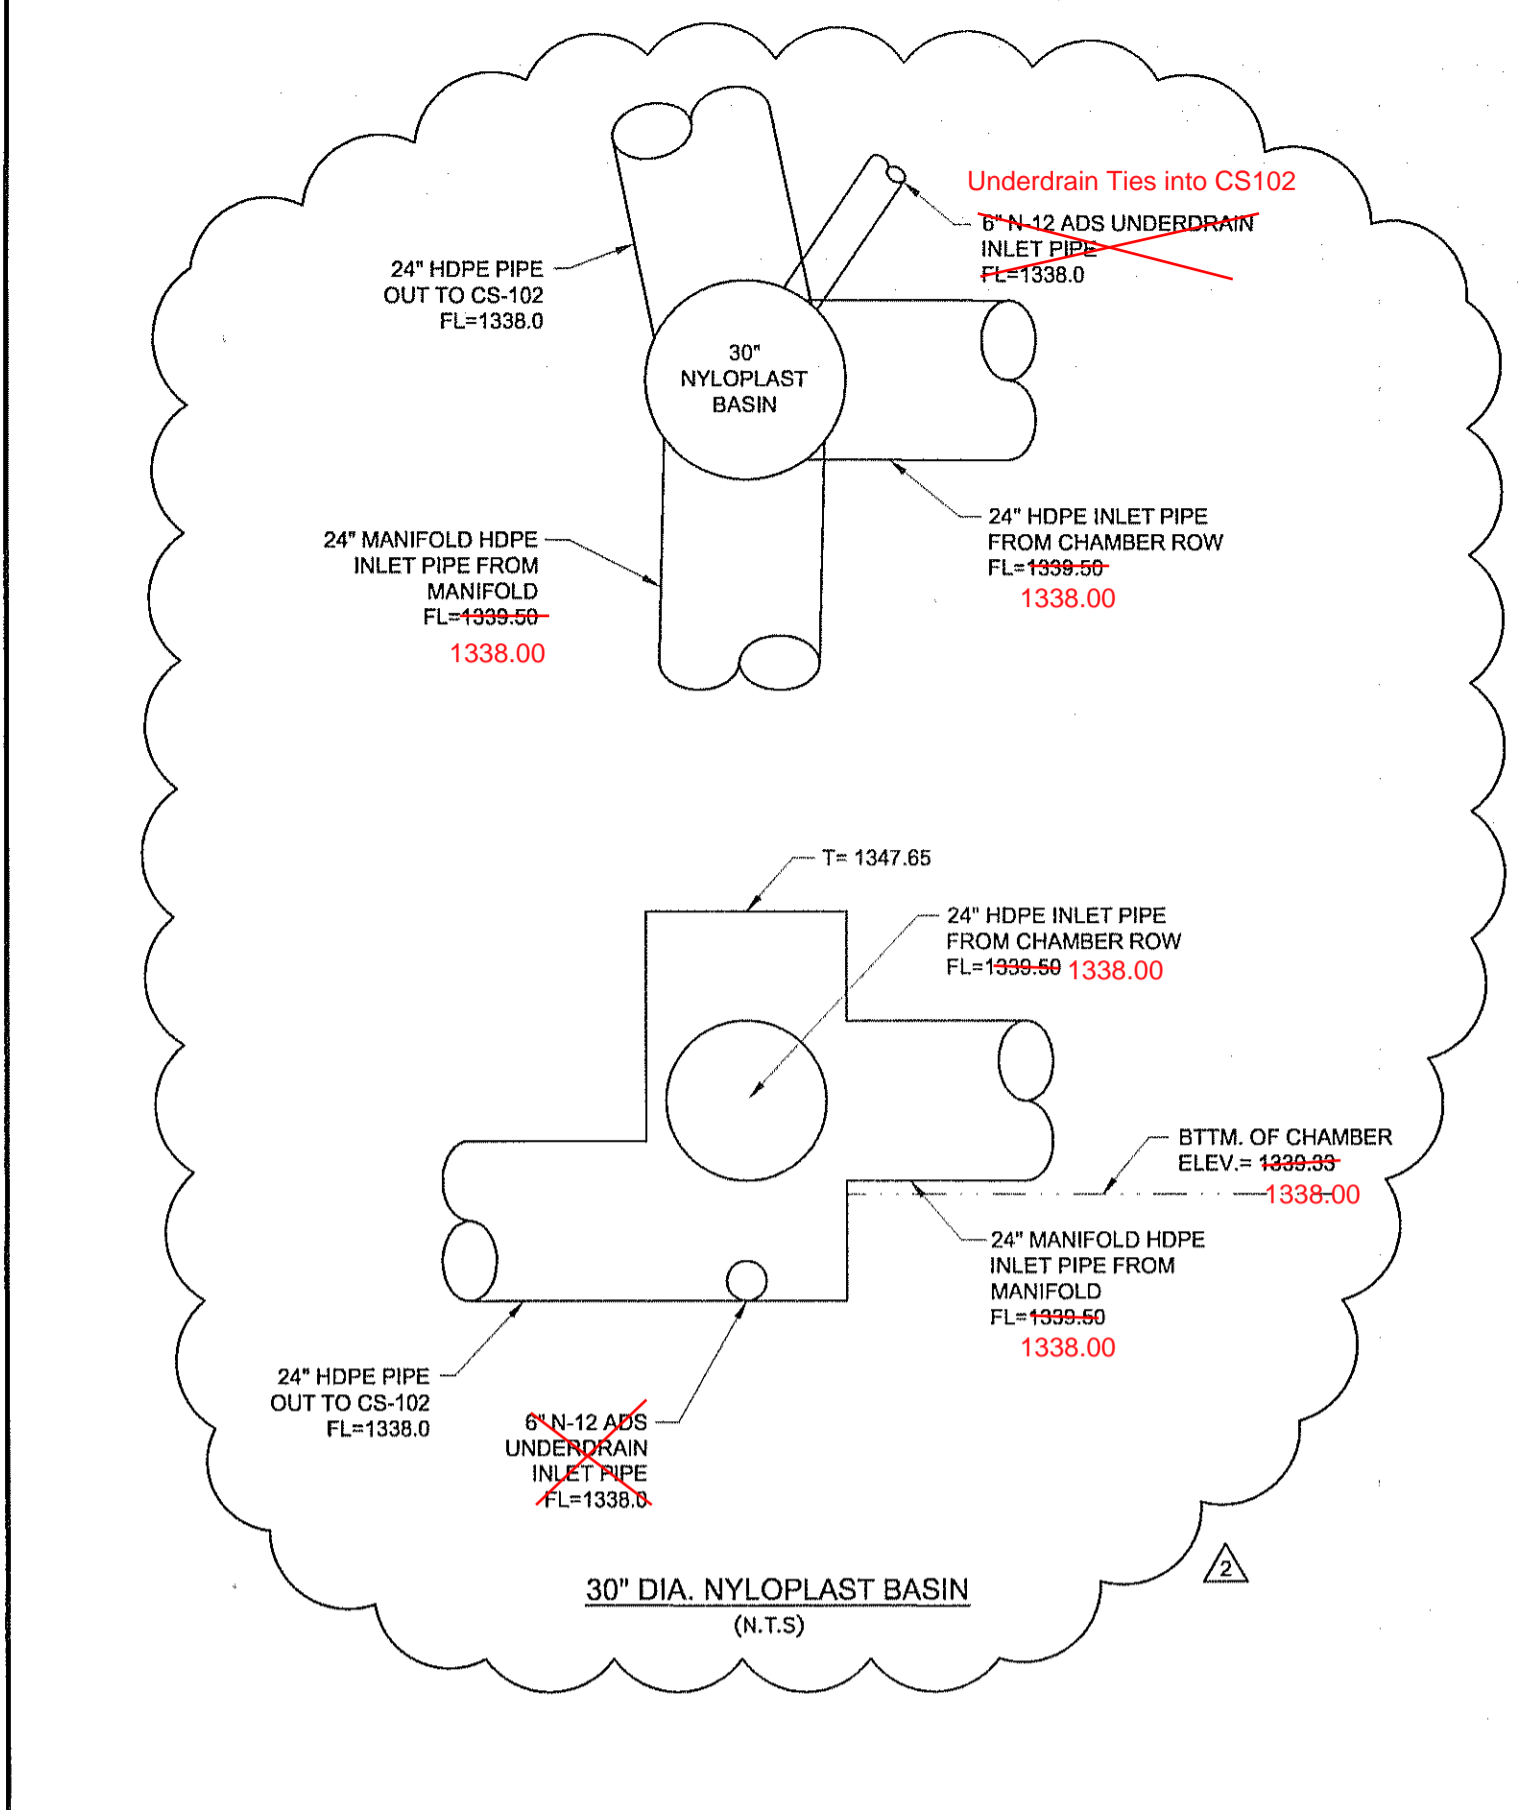 Underdrain Ties into CS102
6" N-12 ADS UNDERDRAIN
INLET PIPE
FL=1338.0
24" HDPE PIPE
OUT TO CS-102
FL=1338.0
30"
NYLOPLAST
BASIN
24" HDPE INLET PIPE
FROM CHAMBER ROW
FL=1339.50
1338.00
24" MANIFOLD HDPE
INLET PIPE FROM
MANIFOLD
FL=1339.50
1338.00
T= 1347.65
24" HDPE INLET PIPE
FROM CHAMBER ROW
FL=1339.50 1338.00
BTTM. OF CHAMBER
ELEV.= 1339.33
1338.00
24" MANIFOLD HDPE
INLET PIPE FROM
MANIFOLD
FL=1339.50
1338.00
24" HDPE PIPE
OUT TO CS-102
FL=1338.0
6" N-12 ADS
UNDERDRAIN
INLET PIPE
FL=1338.0
2
30" DIA. NYLOPLAST BASIN
(N.T.S)